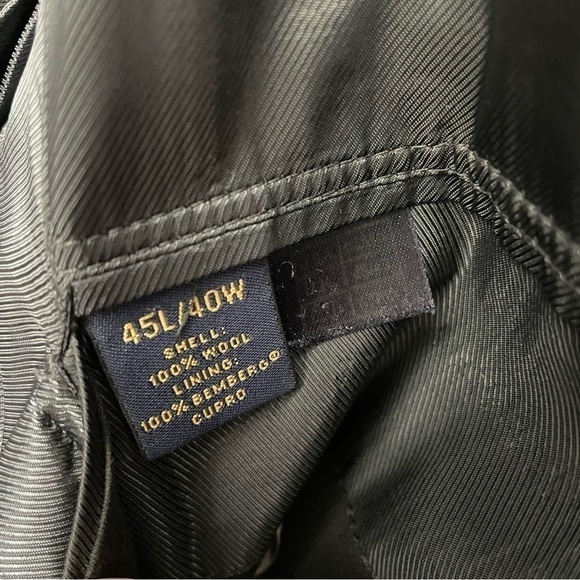 45L/40W
SHELL:
100% WOOL
LINING:
100% BEMBERG®
CUPRO